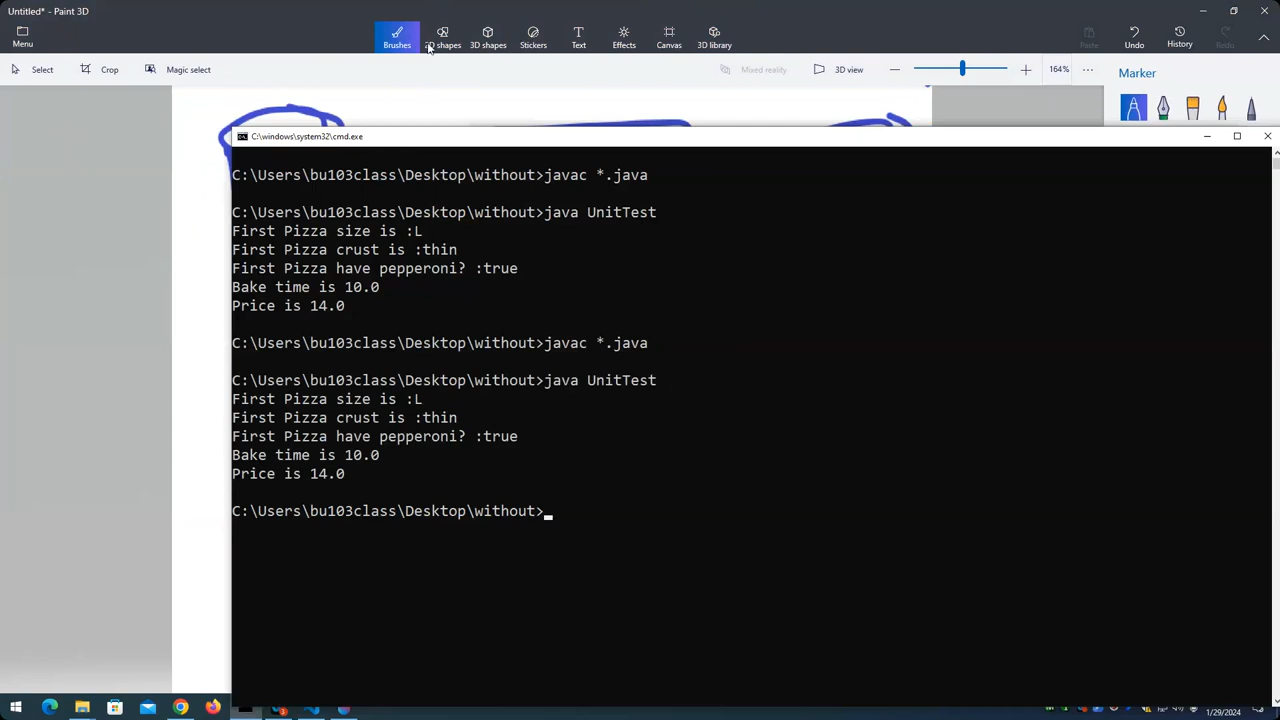 Untitled* - Paint 3D
Menu
Brushes
2D shapes
3D shapes
Stickers
Text
Effects
Canvas
3D library
Paste
Undo
History
Redo
Select
Crop
Magic select
Mixed reality
3D view
164%
Marker
C:\windows\system32\cmd.exe
C:\Users\bu103class\Desktop\without>javac *.java
C:\Users\bu103class\Desktop\without>java UnitTest
First Pizza size is :L
First Pizza crust is :thin
First Pizza have pepperoni? :true
Bake time is 10.0
Price is 14.0
C:\Users\bu103class\Desktop\without>javac *.java
C:\Users\bu103class\Desktop\without>java UnitTest
First Pizza size is :L
First Pizza crust is :thin
First Pizza have pepperoni? :true
Bake time is 10.0
Price is 14.0
C:\Users\bu103class\Desktop\without>
1/29/2024